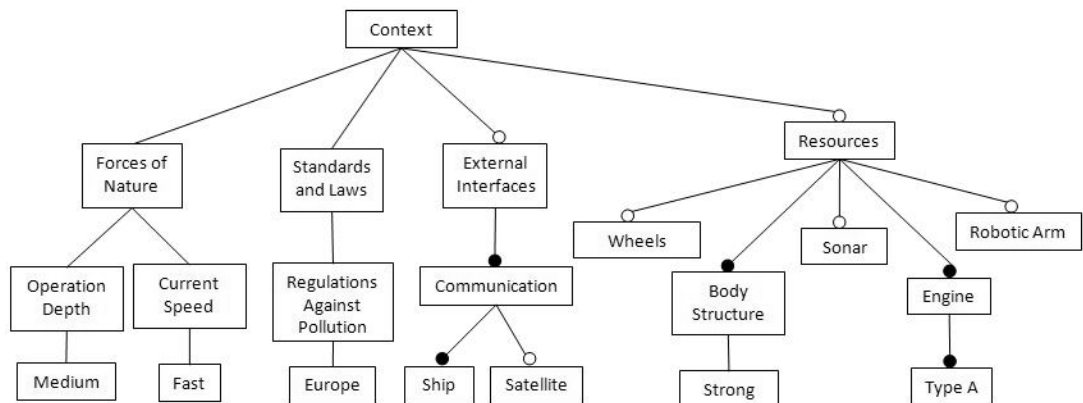 Context
Forces of
Nature
Standards
and Laws
External
Interfaces
Resources
Wheels
Sonar
Robotic Arm
Operation
Depth
Current
Speed
Regulations
Against
Pollution
Communication
Body
Structure
Engine
Medium
Fast
Europe
Ship
Satellite
Strong
Type A